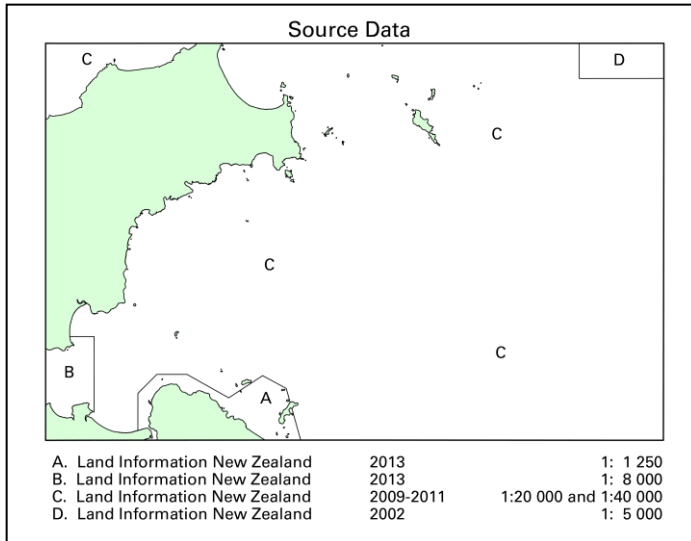 Source Data
C
D
C
C
C
B
A
A. Land Information New Zealand 2013 1: 1 250
B. Land Information New Zealand 2013 1: 8 000
C. Land Information New Zealand 2009-2011 1:20 000 and 1:40 000
D. Land Information New Zealand 2002 1: 5 000